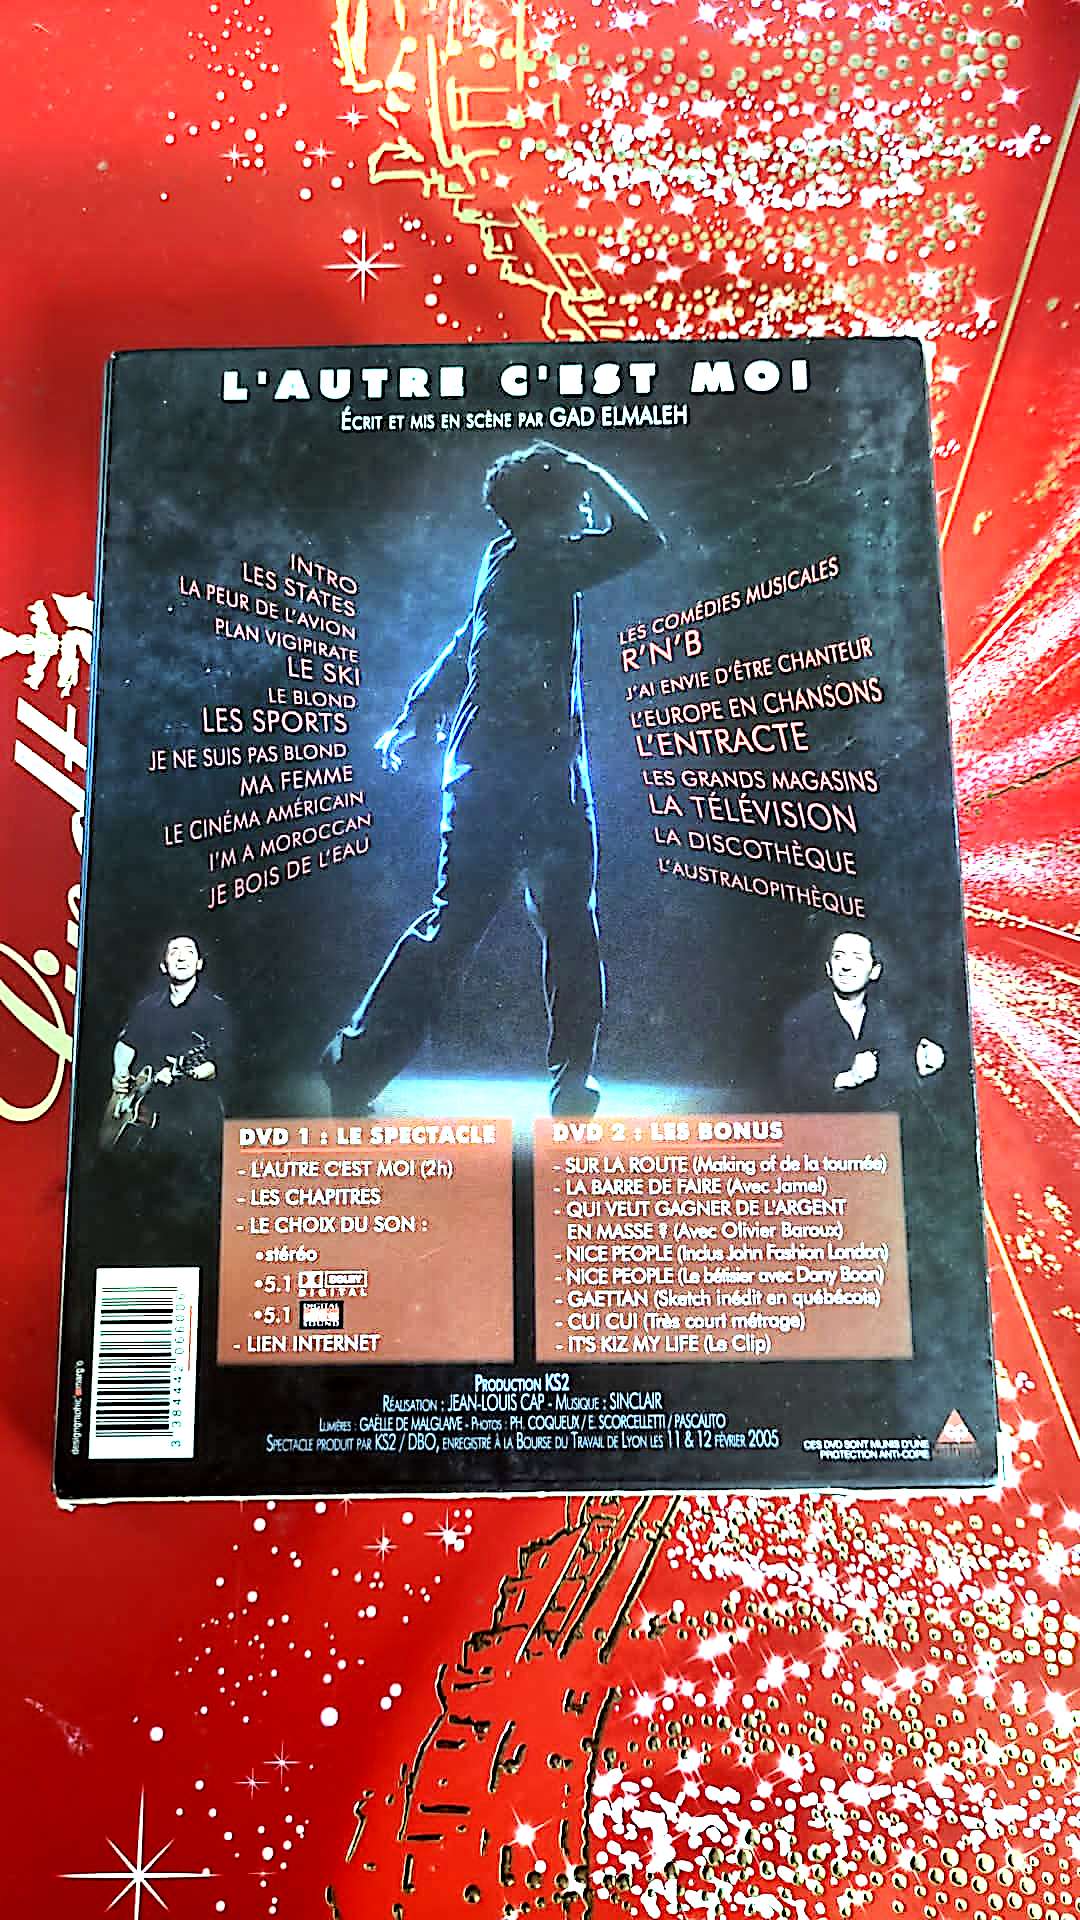 L'AUTRE C'EST MOI
ÉCRIT ET MIS EN SCÈNE PAR GAD ELMALEH
INTRO
LES STATES
LA PEUR DE L'AVION
PLAN VIGIPIRATE
LE SKI
LE BLOND
LES SPORTS
JE NE SUIS PAS BLOND
MA FEMME
LE CINÉMA AMÉRICAIN
I'M A MOROCCAN
JE BOIS DE L'EAU
LES COMÉDIES MUSICALES
R'N'B
J'AI ENVIE D'ÊTRE CHANTEUR
L'EUROPE EN CHANSONS
L'ENTRACTE
LES GRANDS MAGASINS
LA TÉLÉVISION
LA DISCOTHÈQUE
L'AUSTRALOPITHÈQUE
DVD 1 : LE SPECTACLE
- L'AUTRE C'EST MOI (2h)
- LES CHAPITRES
- LE CHOIX DU SON :
•stéréo
•5.1 DOLBY
DIGITAL
•5.1 DIGITAL
SOUND
- LIEN INTERNET
DVD 2 : LES BONUS
- SUR LA ROUTE (Making of de la tournée)
- LA BARRE DE FAIRE (Avec Jamel)
- QUI VEUT GAGNER DE L'ARGENT
EN MASSE ? (Avec Olivier Baroux)
- NICE PEOPLE (Inclus John Fashion London)
- NICE PEOPLE (Le bêtisier avec Dany Boon)
- GAETTAN (Sketch inédit en québécois)
- CUI CUI (Très court métrage)
- IT'S KIZ MY LIFE (Le Clip)
PRODUCTION KS2
RÉALISATION : JEAN-LOUIS CAP - MUSIQUE : SINCLAIR
LUMIÈRES : GAËLLE DE MALGLAIVE - PHOTOS : PH. COQUEUX / E. SCORCELLETTI / PASCALITO
SPECTACLE PRODUIT PAR KS2 / DBO, ENREGISTRÉ À LA BOURSE DU TRAVAIL DE LYON LES 11 & 12 FÉVRIER 2005
CES DVD SONT MUNIS D'UNE
PROTECTION ANTI-COPIE
3 384442 066006
Lindt